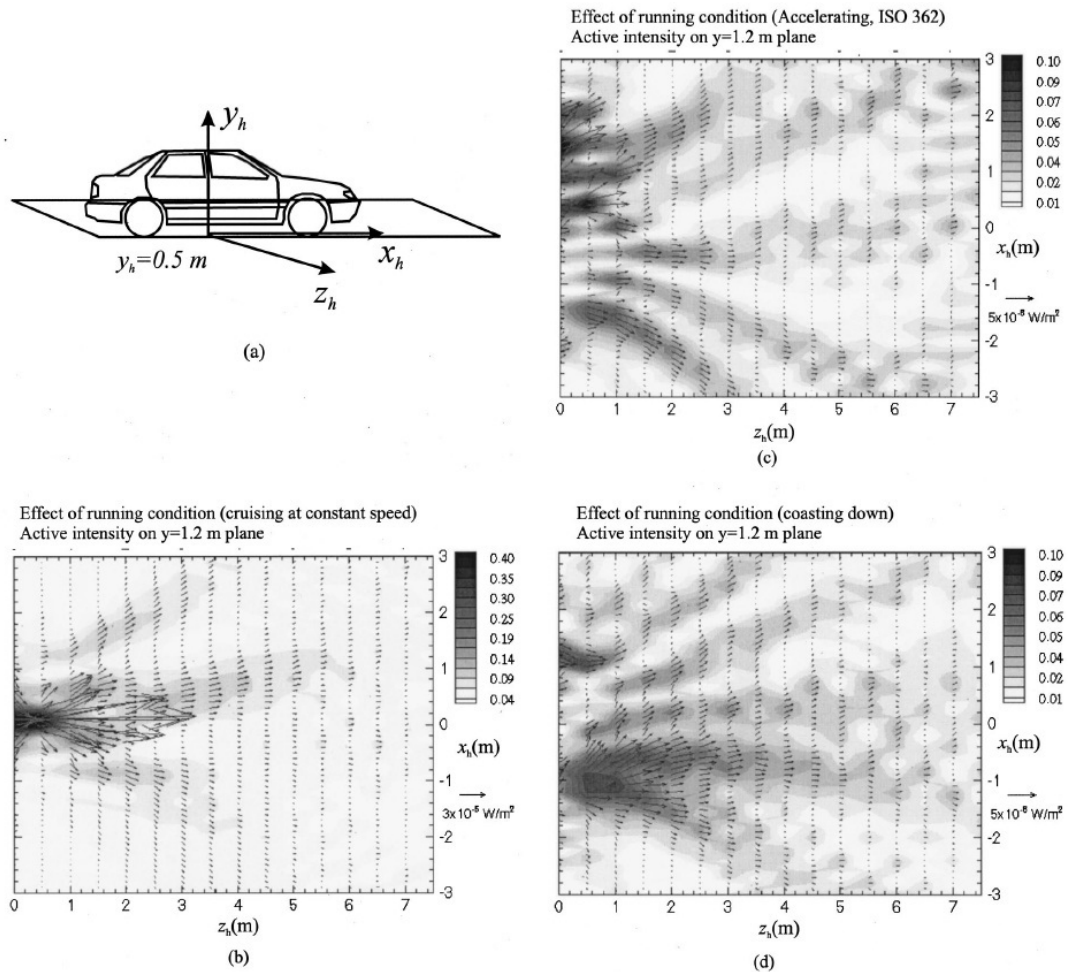 y_h
y_h=0.5 m
x_h
z_h
(a)
Effect of running condition (Accelerating, ISO 362)
Active intensity on y=1.2 m plane
3
2
1
0
-1
-2
-3
0.10
0.09
0.07
0.05
0.04
0.02
0.01
x_h(m)
5x10⁻⁶ W/m²
0 1 2 3 4 5 6 7
z_h(m)
(c)
Effect of running condition (cruising at constant speed)
Active intensity on y=1.2 m plane
3
2
1
0
-1
-2
-3
0.40
0.35
0.30
0.25
0.19
0.14
0.09
0.04
x_h(m)
3x10⁻⁵ W/m²
0 1 2 3 4 5 6 7
z_h(m)
(b)
Effect of running condition (coasting down)
Active intensity on y=1.2 m plane
3
2
1
0
-1
-2
-3
0.10
0.09
0.07
0.05
0.04
0.02
0.01
x_h(m)
5x10⁻⁶ W/m²
0 1 2 3 4 5 6 7
z_h(m)
(d)